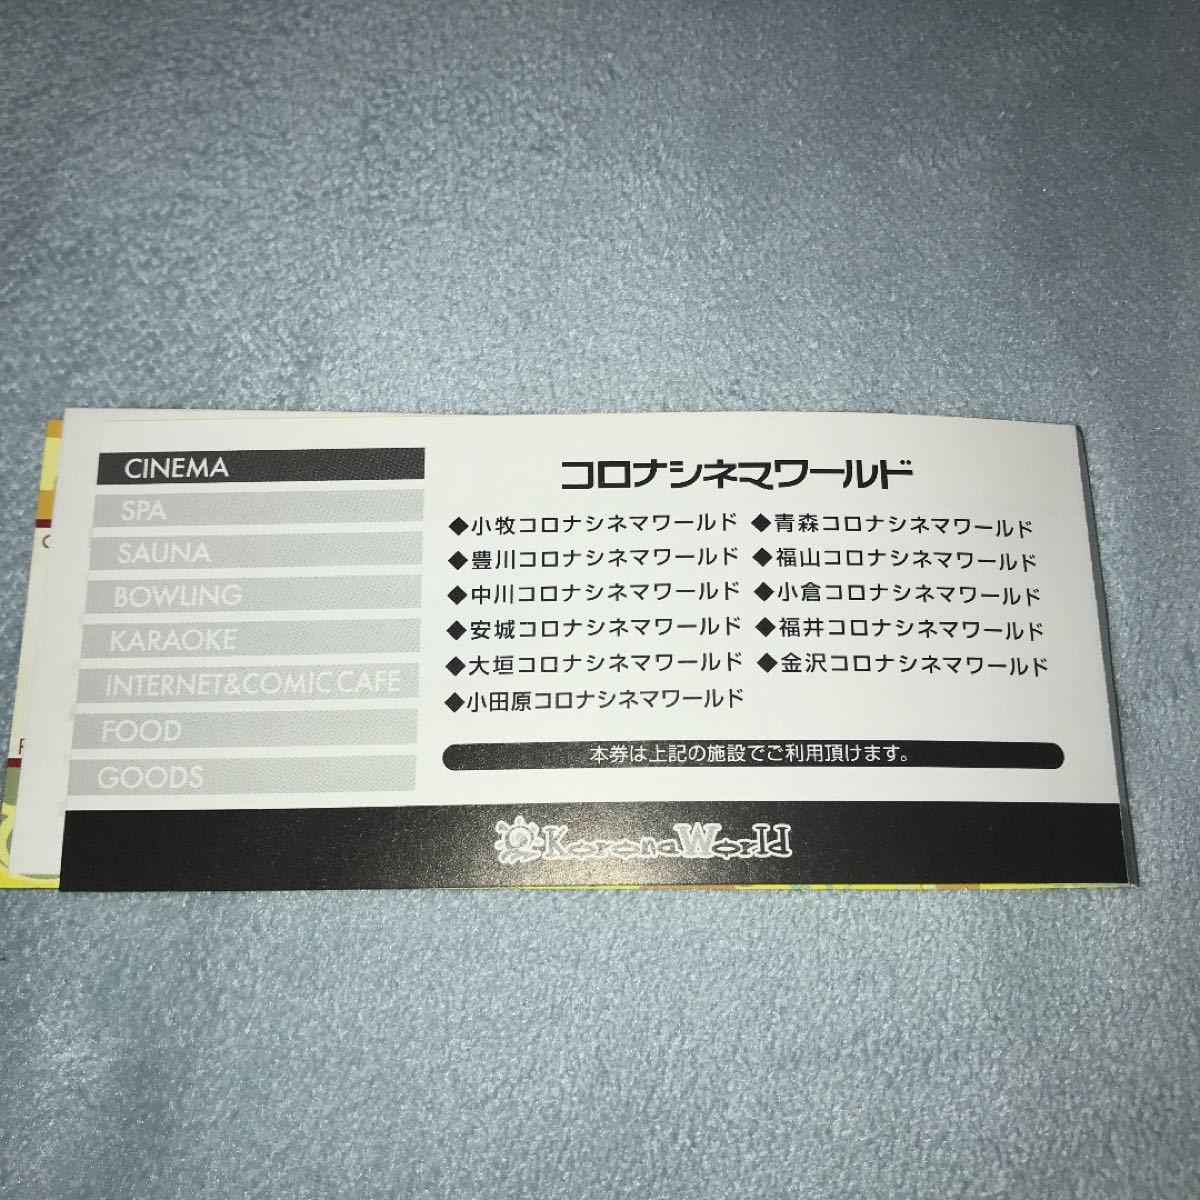 CINEMA
SPA
SAUNA
BOWLING
KARAOKE
INTERNET&COMIC CAFE
FOOD
GOODS
コロナシネマワールド
◆小牧コロナシネマワールド ◆青森コロナシネマワールド
◆豊川コロナシネマワールド ◆福山コロナシネマワールド
◆中川コロナシネマワールド ◆小倉コロナシネマワールド
◆安城コロナシネマワールド ◆福井コロナシネマワールド
◆大垣コロナシネマワールド ◆金沢コロナシネマワールド
◆小田原コロナシネマワールド
本券は上記の施設でご利用頂けます。
KoronaWorld